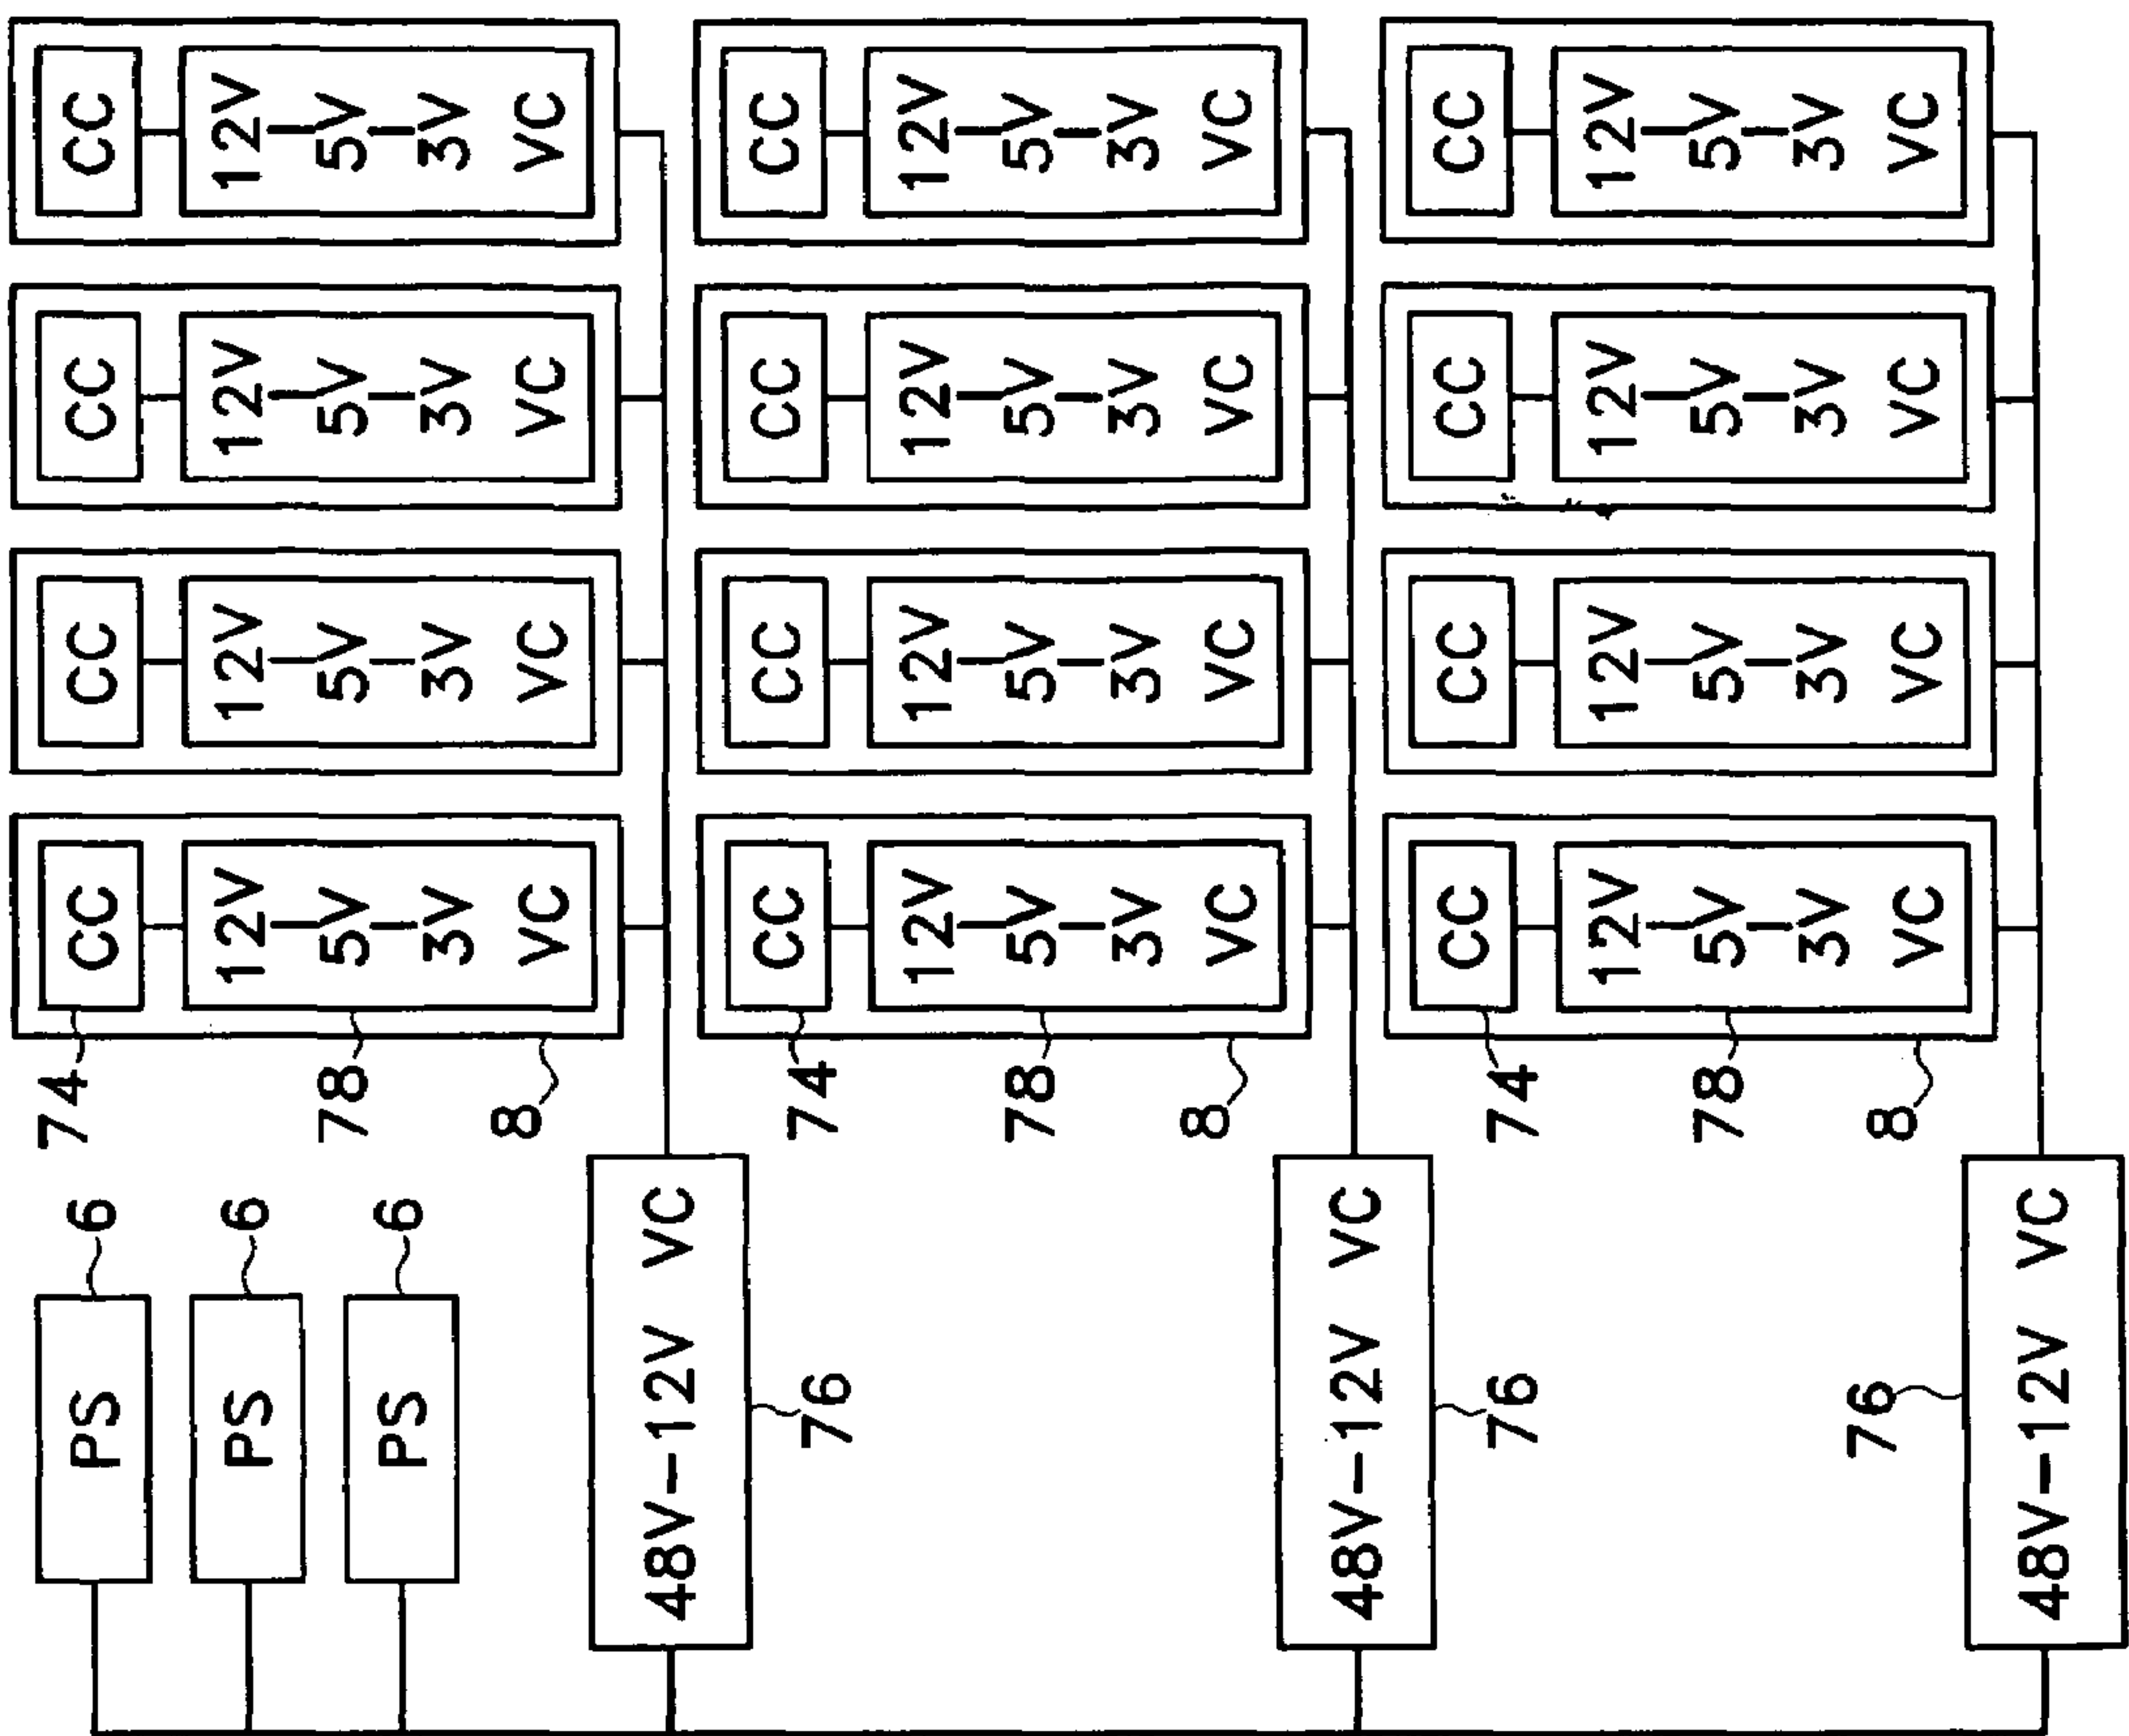 PS 6 74 CC CC CC CC
PS 6 12V 12V 12V 12V
78 5V 5V 5V 5V
PS 6 3V 3V 3V 3V
8 VC VC VC VC
48V-12V VC
76 74 CC CC CC CC
12V 12V 12V 12V
78 5V 5V 5V 5V
3V 3V 3V 3V
8 VC VC VC VC
48V-12V VC
76 74 CC CC CC CC
12V 12V 12V 12V
78 5V 5V 5V 5V
3V 3V 3V 3V
76 8 VC VC VC VC
48V-12V VC